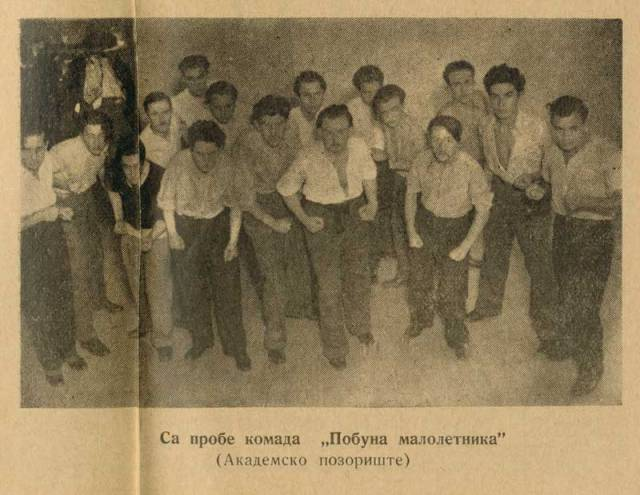 Са пробе комада „Побуна малолетника”
(Академско позориште)